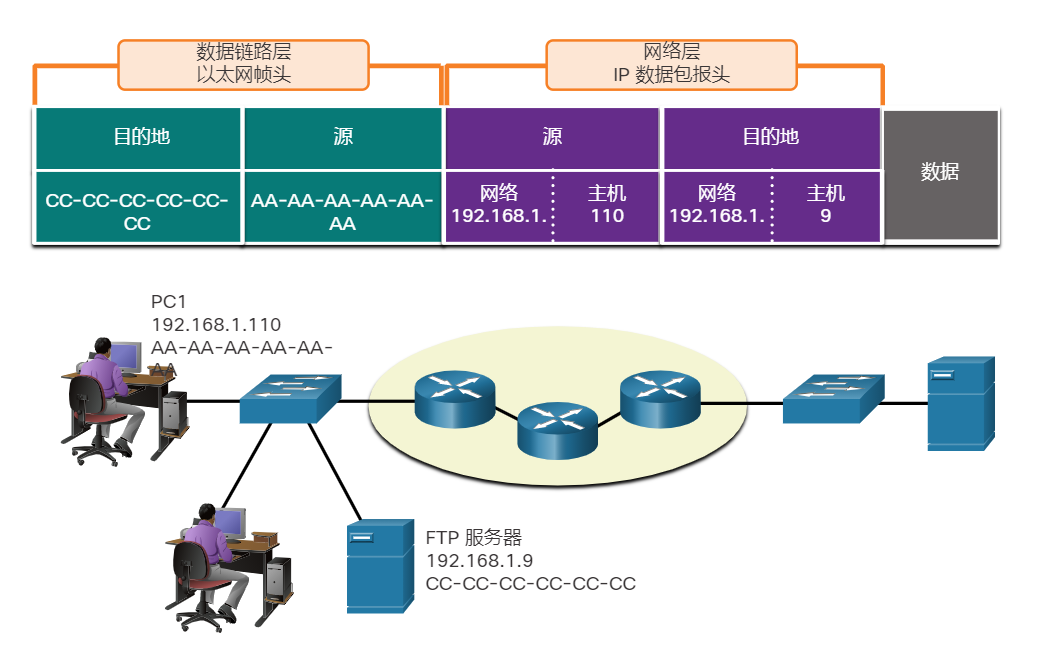 数据链路层
以太网帧头
网络层
IP 数据包报头
目的地
源
源
目的地
数据
CC-CC-CC-CC-CC-
CC
AA-AA-AA-AA-AA-
AA
网络
192.168.1.
主机
110
网络
192.168.1.
主机
9
PC1
192.168.1.110
AA-AA-AA-AA-AA-
AA
FTP 服务器
192.168.1.9
CC-CC-CC-CC-CC-CC